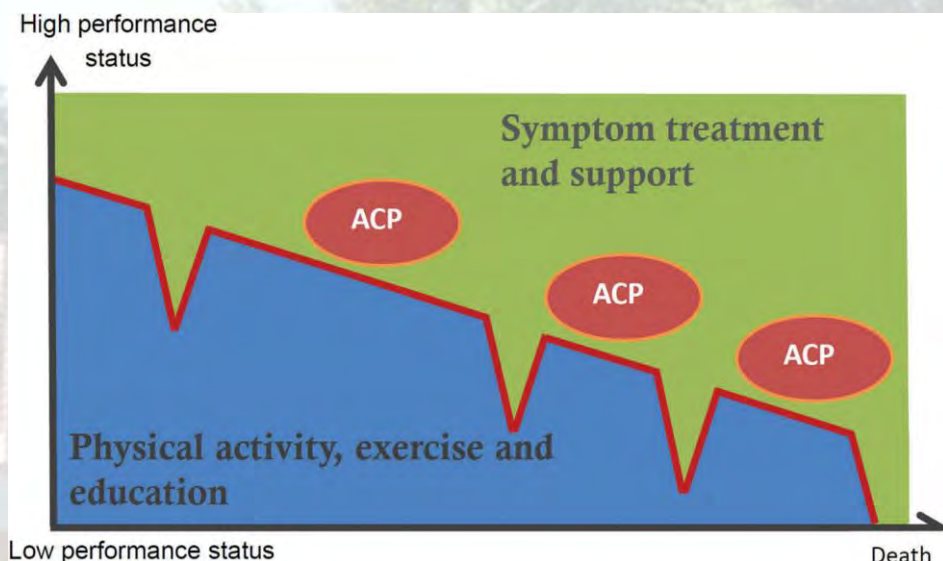 High performance
status
Symptom treatment
and support
ACP
ACP
ACP
Physical activity, exercise and
education
Low performance status
Death